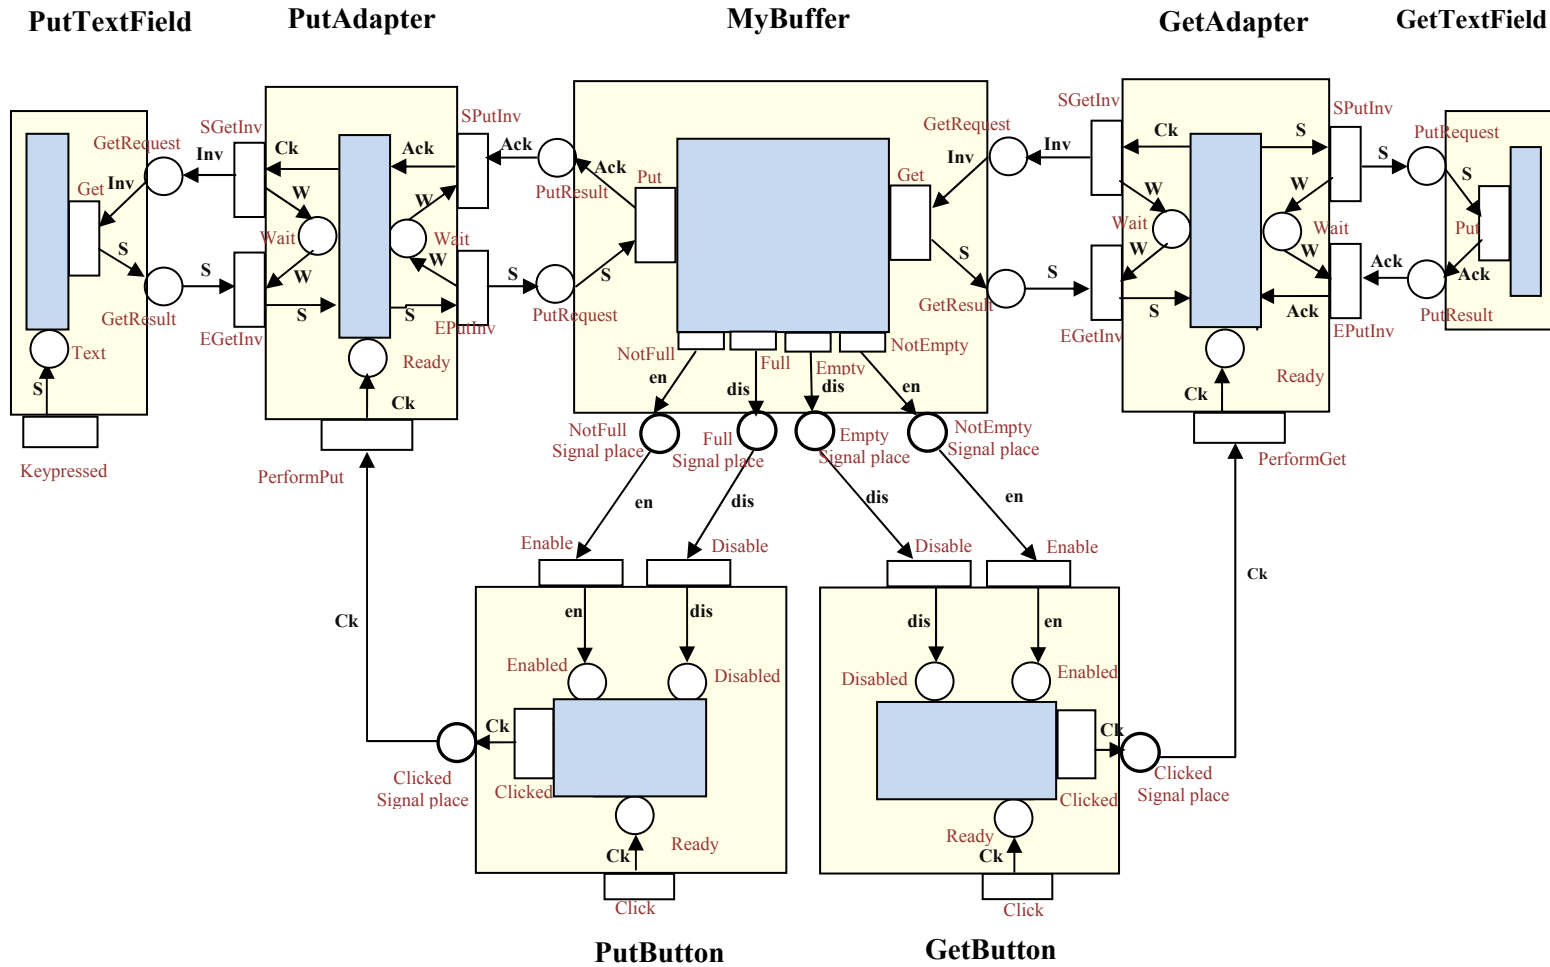 PutTextField
PutAdapter
MyBuffer
GetAdapter
GetTextField
GetRequest
Inv
Get
Inv
S
S
GetResult
Text
S
Keypressed
SGetInv
Ck
W
Wait
W
S
EGetInv
SPutInv
Ack
W
Wait
W
S
EPutInv
Ready
Ck
PerformPut
Ack
PutResult
Ack
Put
S
S
PutRequest
GetRequest
Inv
Inv
Get
S
GetResult
S
NotFull
Full
Empty
NotEmpty
en
dis
dis
en
NotFull
Signal place
Full
Signal place
Empty
Signal place
NotEmpty
Signal place
en
dis
dis
en
SGetInv
Ck
W
Wait
W
S
EGetInv
SPutInv
S
W
Wait
W
Ack
EPutInv
Ready
Ck
PerformGet
S
PutRequest
S
Put
Ack
Ack
PutResult
Enable
Disable
en
dis
Enabled
Disabled
Ck
Ck
Clicked
Signal place
Clicked
Ready
Ck
Click
PutButton
Disable
Enable
dis
en
Disabled
Enabled
Ck
Ck
Clicked
Signal place
Clicked
Ready
Ck
Click
GetButton